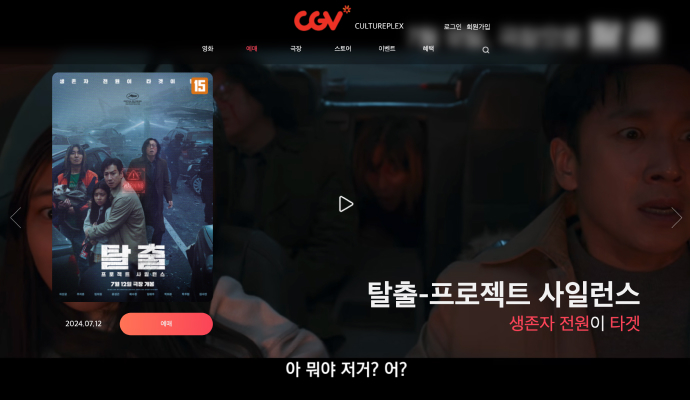 CGV CULTUREPLEX
로그인 회원가입
영화 예매 극장 스토어 이벤트 혜택
생존자 전원이 타겟이 
15
탈출
프로젝트 사일런스
7월 12일 극장 개봉
2024.07.12 예매
탈출-프로젝트 사일런스
생존자 전원이 타겟
아 뭐야 저거? 어?